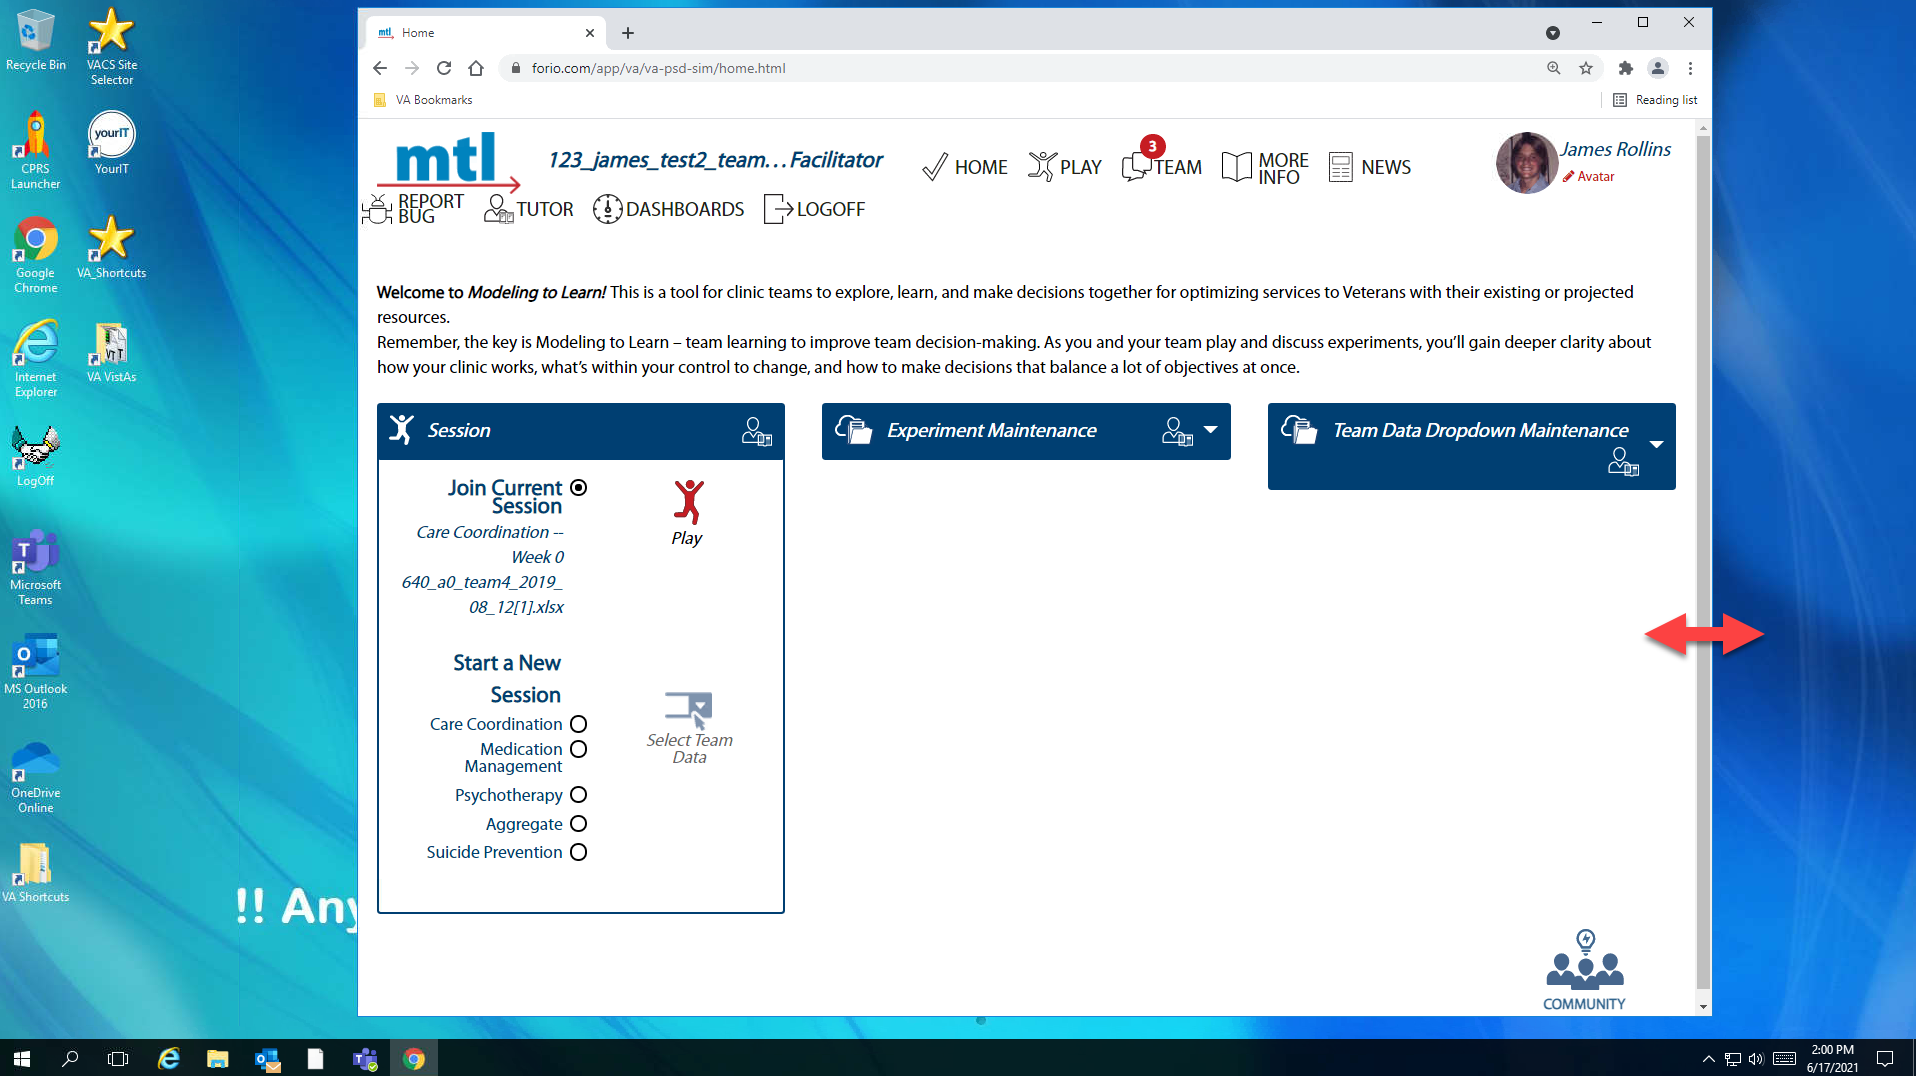 Recycle Bin
VACS Site
Selector
CPRS
Launcher
yourIT
YourIT
Google
Chrome
VA_Shortcuts
Internet
Explorer
VT T
VA VistAs
LogOff
Microsoft
Teams
MS Outlook
2016
OneDrive
Online
VA Shortcuts
!! Any
mtl Home
forio.com/app/va/va-psd-sim/home.html
VA Bookmarks
Reading list
mtl
123_james_test2_team...Facilitator
HOME
PLAY
3
TEAM
MORE
INFO
NEWS
James Rollins
Avatar
REPORT
BUG
TUTOR
DASHBOARDS
LOGOFF
Welcome to Modeling to Learn! This is a tool for clinic teams to explore, learn, and make decisions together for optimizing services to Veterans with their existing or projected
resources.
Remember, the key is Modeling to Learn – team learning to improve team decision-making. As you and your team play and discuss experiments, you’ll gain deeper clarity about
how your clinic works, what’s within your control to change, and how to make decisions that balance a lot of objectives at once.
Session
Join Current
Session
Care Coordination --
Week 0
640_a0_team4_2019_
08_12[1].xlsx
Play
Start a New
Session
Care Coordination
Medication
Management
Psychotherapy
Aggregate
Suicide Prevention
Select Team
Data
Experiment Maintenance
Team Data Dropdown Maintenance
COMMUNITY
2:00 PM
6/17/2021